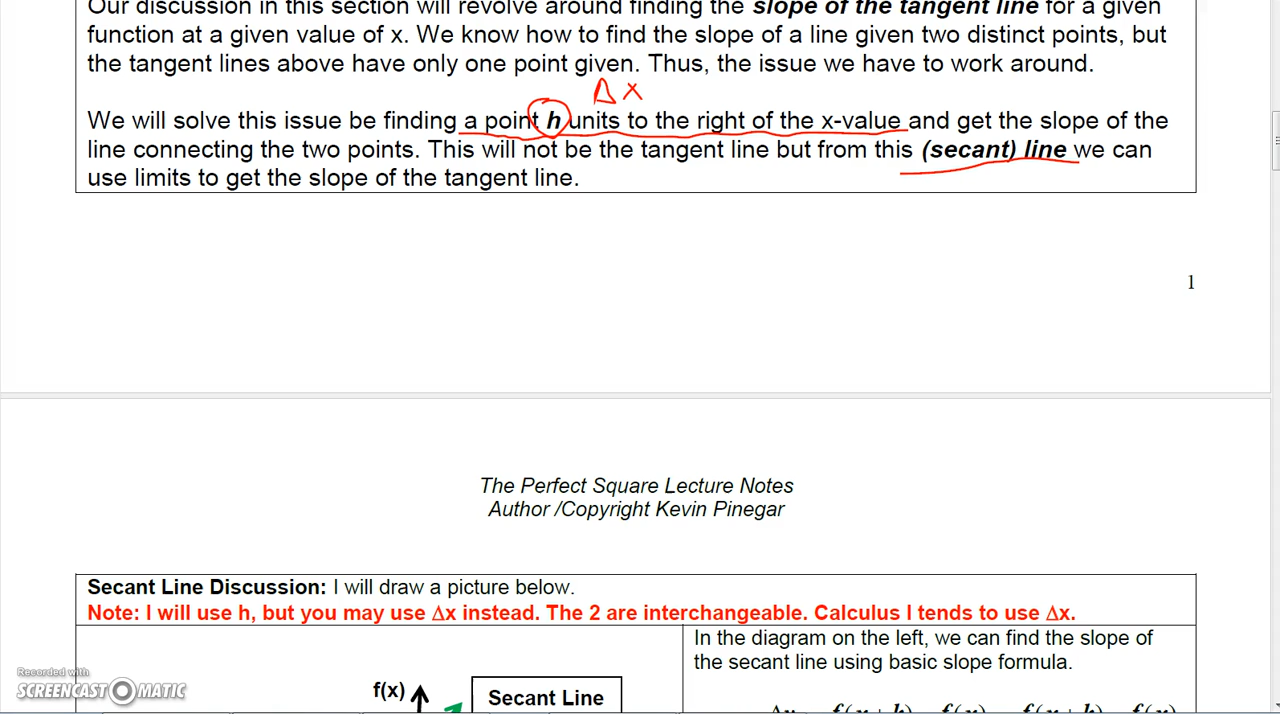 Our discussion in this section will revolve around finding the slope of the tangent line for a given
function at a given value of x. We know how to find the slope of a line given two distinct points, but
the tangent lines above have only one point given. Thus, the issue we have to work around.
Δ x
We will solve this issue be finding a point h units to the right of the x-value and get the slope of the
line connecting the two points. This will not be the tangent line but from this (secant) line we can
use limits to get the slope of the tangent line.
1
The Perfect Square Lecture Notes
Author /Copyright Kevin Pinegar
Secant Line Discussion: I will draw a picture below.
Note: I will use h, but you may use Δx instead. The 2 are interchangeable. Calculus I tends to use Δx.
In the diagram on the left, we can find the slope of
the secant line using basic slope formula.
f(x)
Secant Line
Recorded with
SCREENCAST MATIC